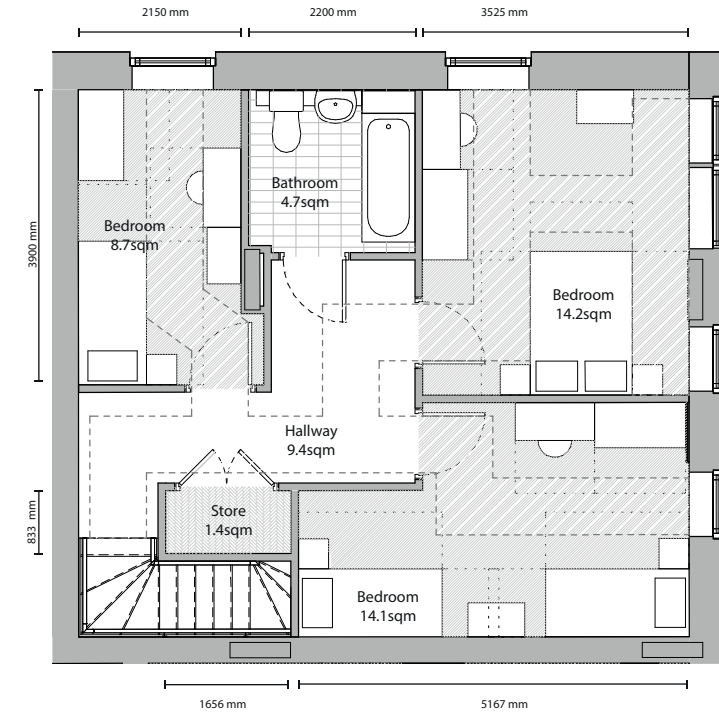 2150 mm
2200 mm
3525 mm
3900 mm
Bathroom
4.7sqm
Bedroom
8.7sqm
Bedroom
14.2sqm
Hallway
9.4sqm
833 mm
Store
1.4sqm
Bedroom
14.1sqm
1656 mm
5167 mm